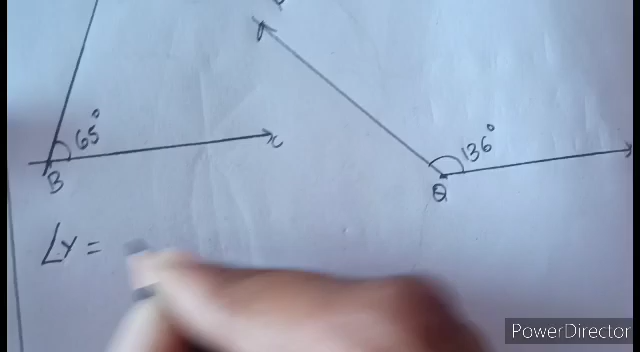 65°
C
B
136°
Q
∠Y =
PowerDirector